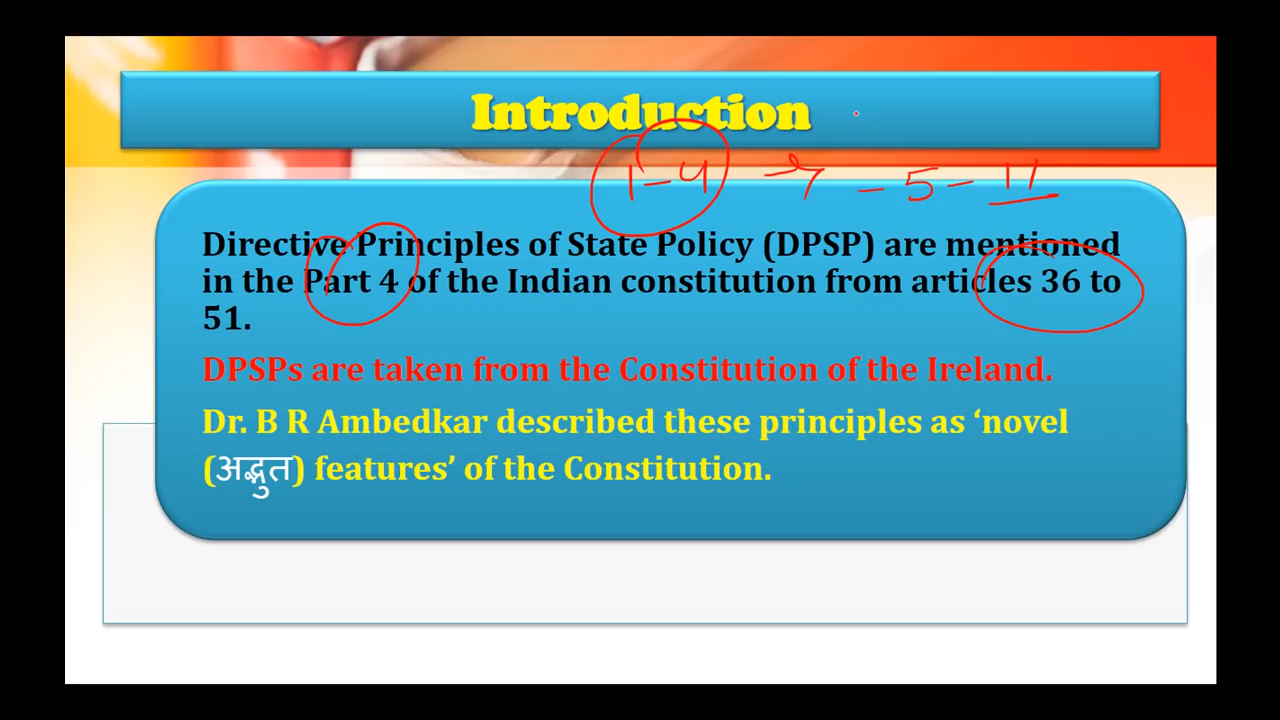 Introduction
1-4 - 5 - 11
Directive Principles of State Policy (DPSP) are mentioned
in the Part 4 of the Indian constitution from articles 36 to
51.
DPSPs are taken from the Constitution of the Ireland.
Dr. B R Ambedkar described these principles as ‘novel
(अद्भुत) features’ of the Constitution.